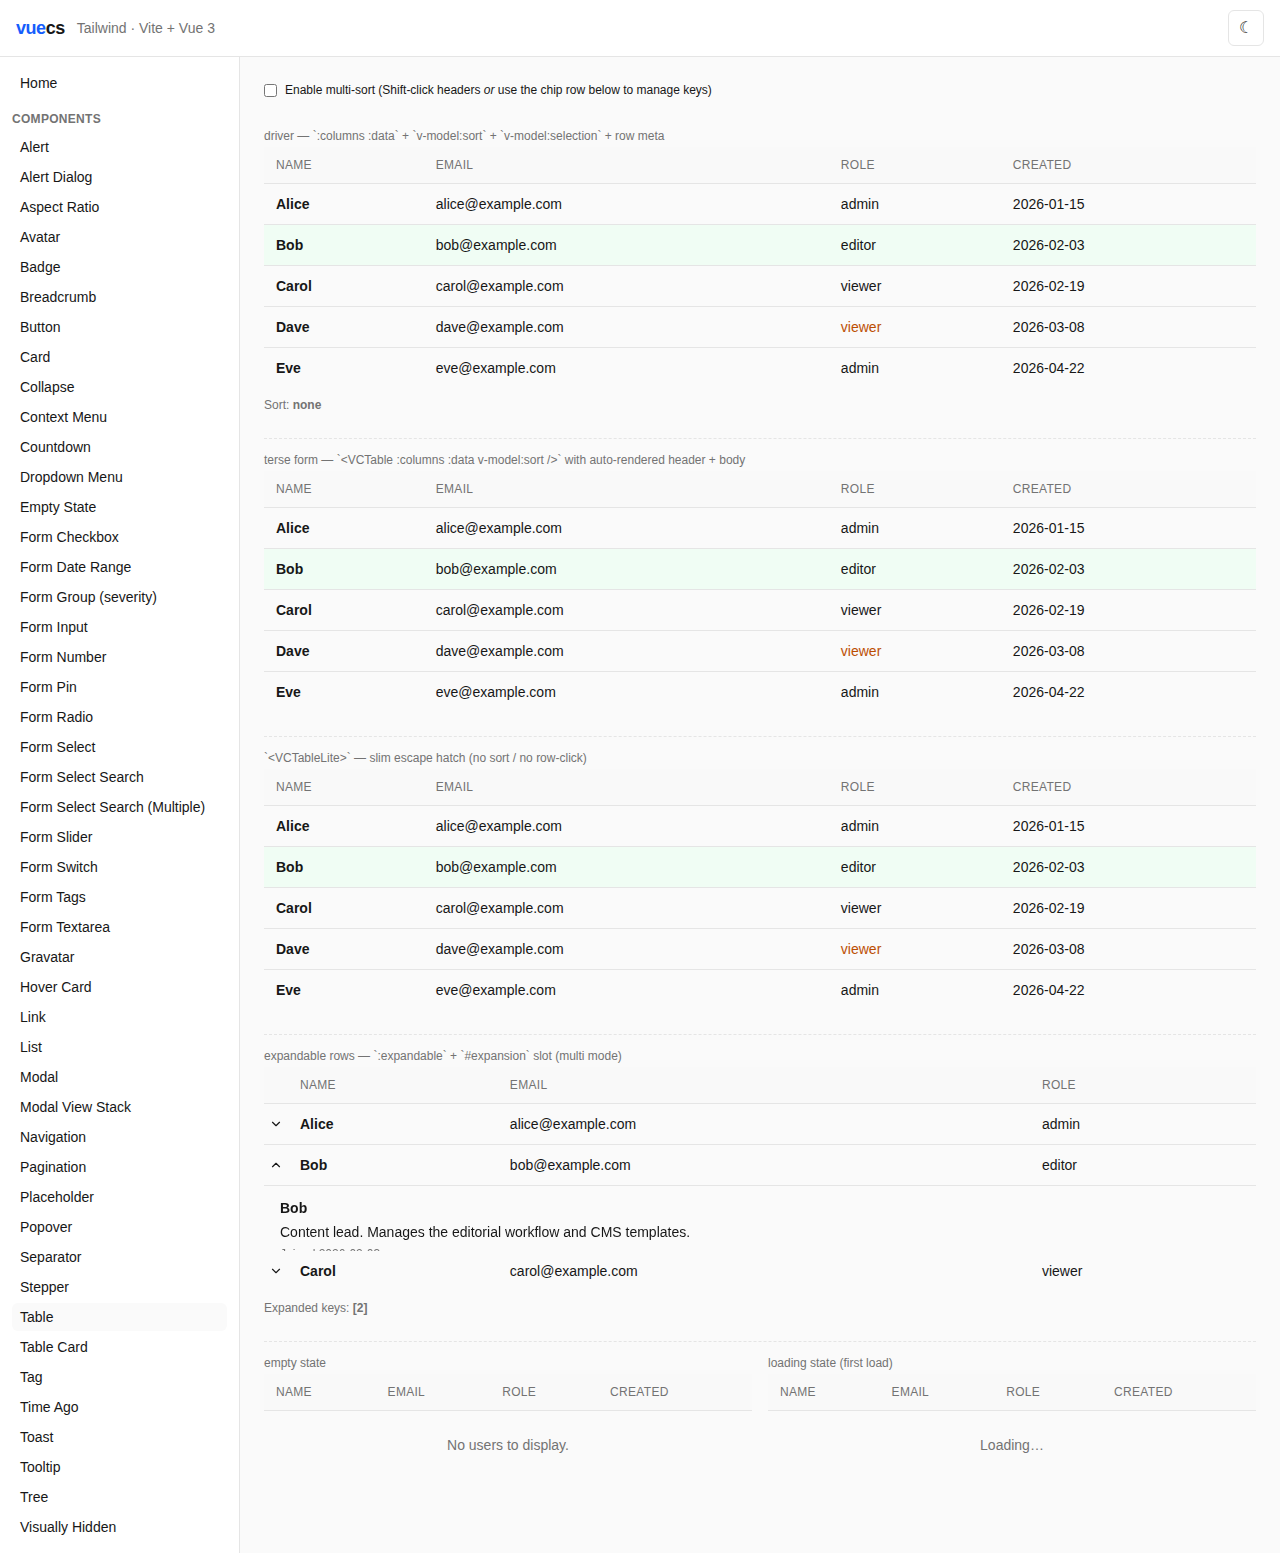 vuecs Tailwind · Vite + Vue 3
Home
COMPONENTS
Alert
Alert Dialog
Aspect Ratio
Avatar
Badge
Breadcrumb
Button
Card
Collapse
Context Menu
Countdown
Dropdown Menu
Empty State
Form Checkbox
Form Date Range
Form Group (severity)
Form Input
Form Number
Form Pin
Form Radio
Form Select
Form Select Search
Form Select Search (Multiple)
Form Slider
Form Switch
Form Tags
Form Textarea
Gravatar
Hover Card
Link
List
Modal
Modal View Stack
Navigation
Pagination
Placeholder
Popover
Separator
Stepper
Table
Table Card
Tag
Time Ago
Toast
Tooltip
Tree
Visually Hidden
Enable multi-sort (Shift-click headers or use the chip row below to manage keys)
driver — `:columns :data` + `v-model:sort` + `v-model:selection` + row meta
NAME EMAIL ROLE CREATED
Alice alice@example.com admin 2026-01-15
Bob bob@example.com editor 2026-02-03
Carol carol@example.com viewer 2026-02-19
Dave dave@example.com viewer 2026-03-08
Eve eve@example.com admin 2026-04-22
Sort: none
terse form — `<VCTable :columns :data v-model:sort />` with auto-rendered header + body
NAME EMAIL ROLE CREATED
Alice alice@example.com admin 2026-01-15
Bob bob@example.com editor 2026-02-03
Carol carol@example.com viewer 2026-02-19
Dave dave@example.com viewer 2026-03-08
Eve eve@example.com admin 2026-04-22
`<VCTableLite>` — slim escape hatch (no sort / no row-click)
NAME EMAIL ROLE CREATED
Alice alice@example.com admin 2026-01-15
Bob bob@example.com editor 2026-02-03
Carol carol@example.com viewer 2026-02-19
Dave dave@example.com viewer 2026-03-08
Eve eve@example.com admin 2026-04-22
expandable rows — `:expandable` + `#expansion` slot (multi mode)
NAME EMAIL ROLE
Alice alice@example.com admin
Bob bob@example.com editor
Bob
Content lead. Manages the editorial workflow and CMS templates.
Carol carol@example.com viewer
Expanded keys: [2]
empty state
NAME EMAIL ROLE CREATED
No users to display.
loading state (first load)
NAME EMAIL ROLE CREATED
Loading…